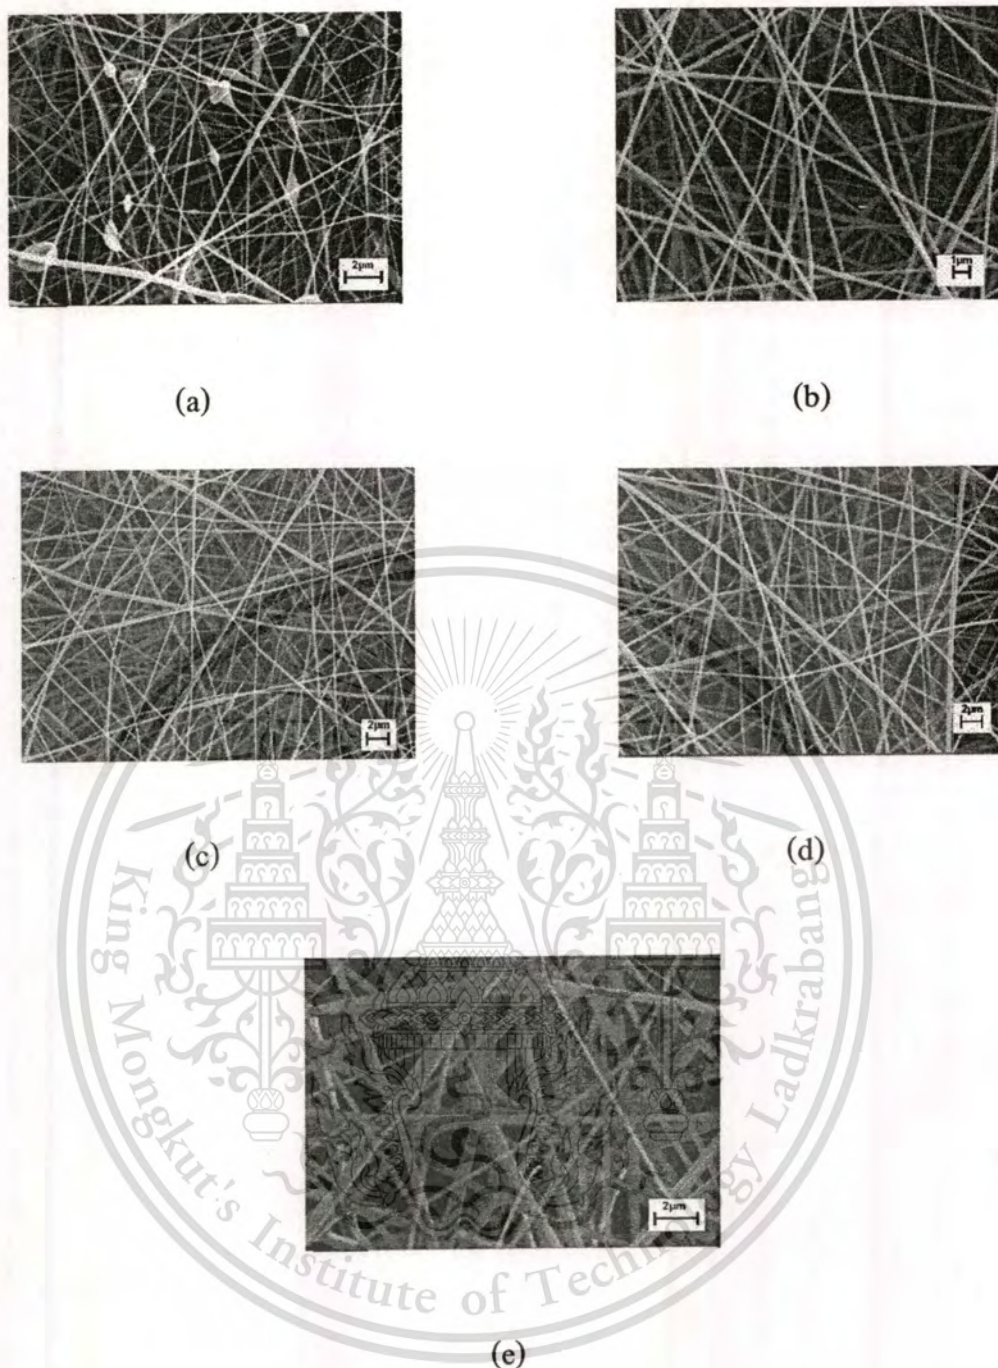 2µm
1µm
(a)
(b)
2µm
2µm
(c)
(d)
2µm
(e)
King Mongkut's Institute of Technology Ladkrabang